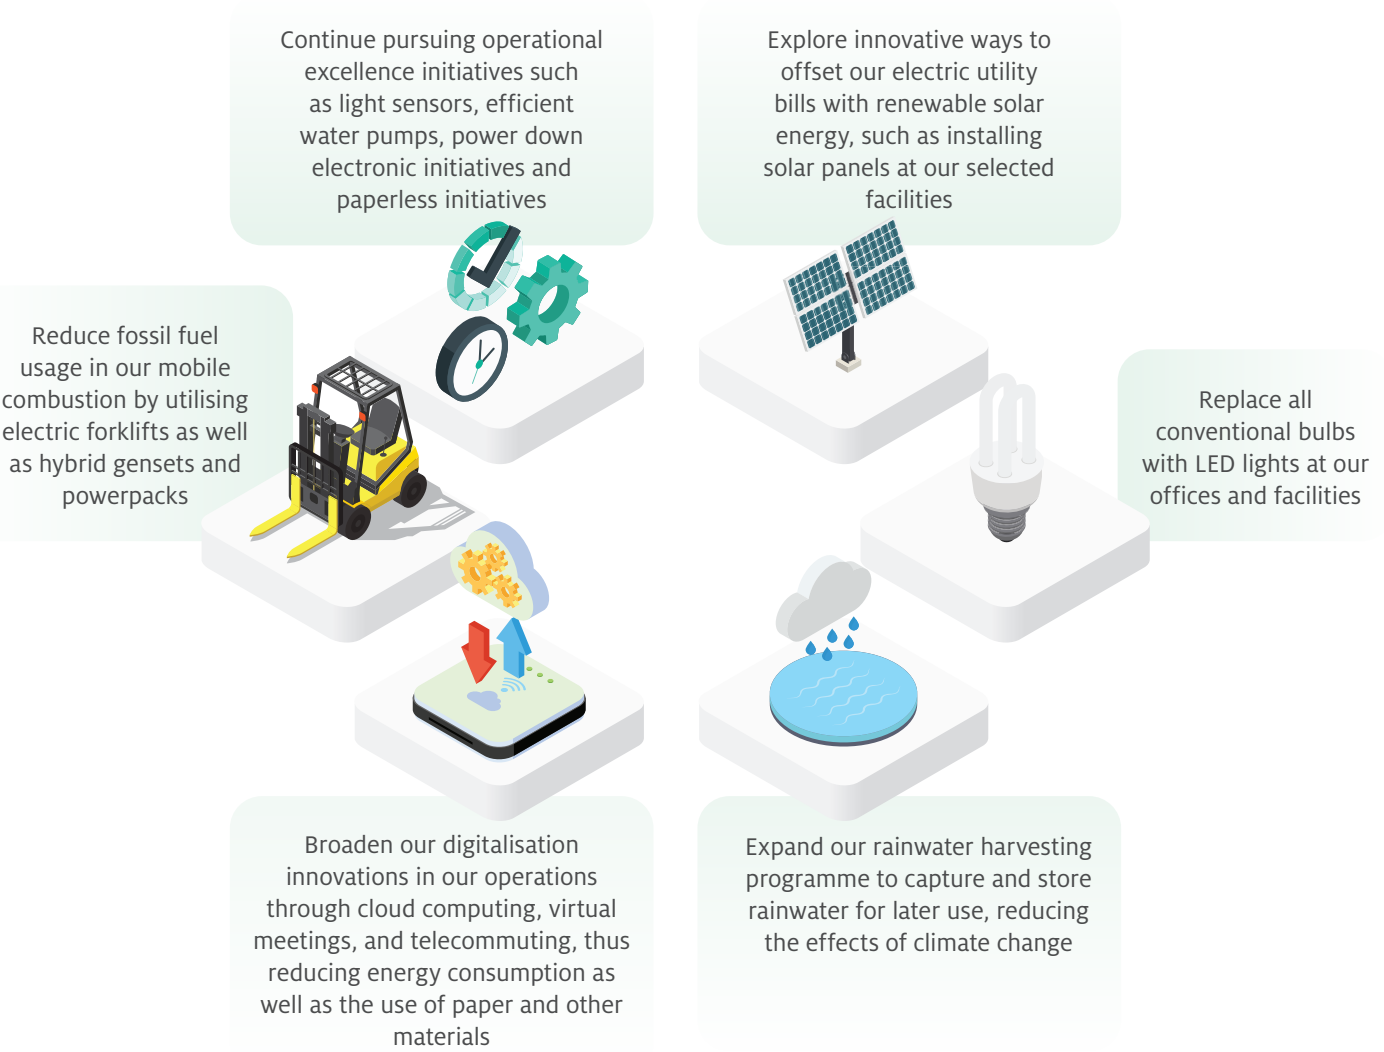 Continue pursuing operational
excellence initiatives such
as light sensors, efficient
water pumps, power down
electronic initiatives and
paperless initiatives
Explore innovative ways to
offset our electric utility
bills with renewable solar
energy, such as installing
solar panels at our selected
facilities
Reduce fossil fuel
usage in our mobile
combustion by utilising
electric forklifts as well
as hybrid gensets and
powerpacks
Replace all
conventional bulbs
with LED lights at our
offices and facilities
Broaden our digitalisation
innovations in our operations
through cloud computing, virtual
meetings, and telecommuting, thus
reducing energy consumption as
well as the use of paper and other
materials
Expand our rainwater harvesting
programme to capture and store
rainwater for later use, reducing
the effects of climate change